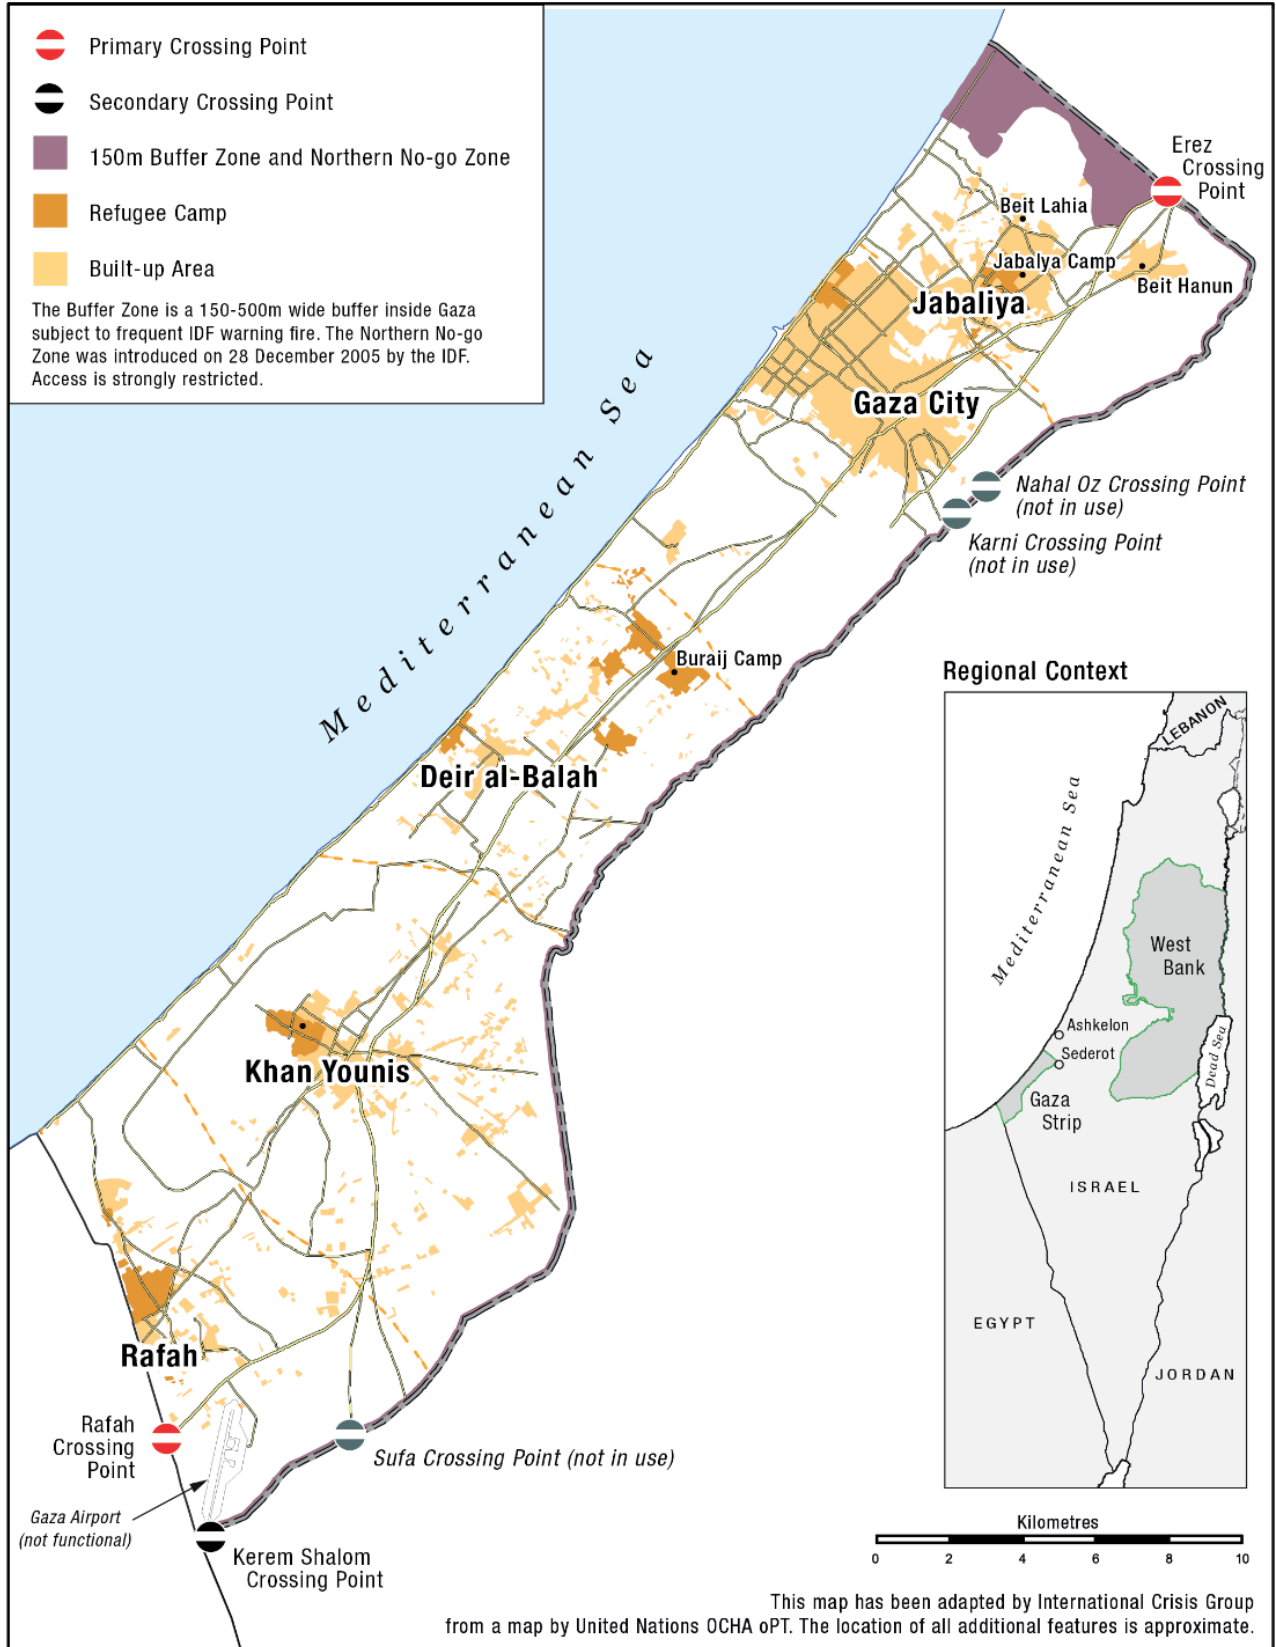 Primary Crossing Point
Secondary Crossing Point
150m Buffer Zone and Northern No-go Zone
Refugee Camp
Built-up Area
The Buffer Zone is a 150-500m wide buffer inside Gaza
subject to frequent IDF warning fire. The Northern No-go
Zone was introduced on 28 December 2005 by the IDF.
Access is strongly restricted.
Mediterranean Sea
Erez
Crossing
Point
Beit Lahia
Jabalya Camp
Beit Hanun
Jabaliya
Gaza City
Nahal Oz Crossing Point
(not in use)
Karni Crossing Point
(not in use)
Buraij Camp
Deir al-Balah
Khan Younis
Rafah
Rafah
Crossing
Point
Sufa Crossing Point (not in use)
Gaza Airport
(not functional)
Kerem Shalom
Crossing Point
Regional Context
LEBANON
Mediterranean Sea
West
Bank
Ashkelon
Sederot
Dead Sea
Gaza
Strip
ISRAEL
EGYPT
JORDAN
Kilometres
0 2 4 6 8 10
This map has been adapted by International Crisis Group
from a map by United Nations OCHA oPT. The location of all additional features is approximate.